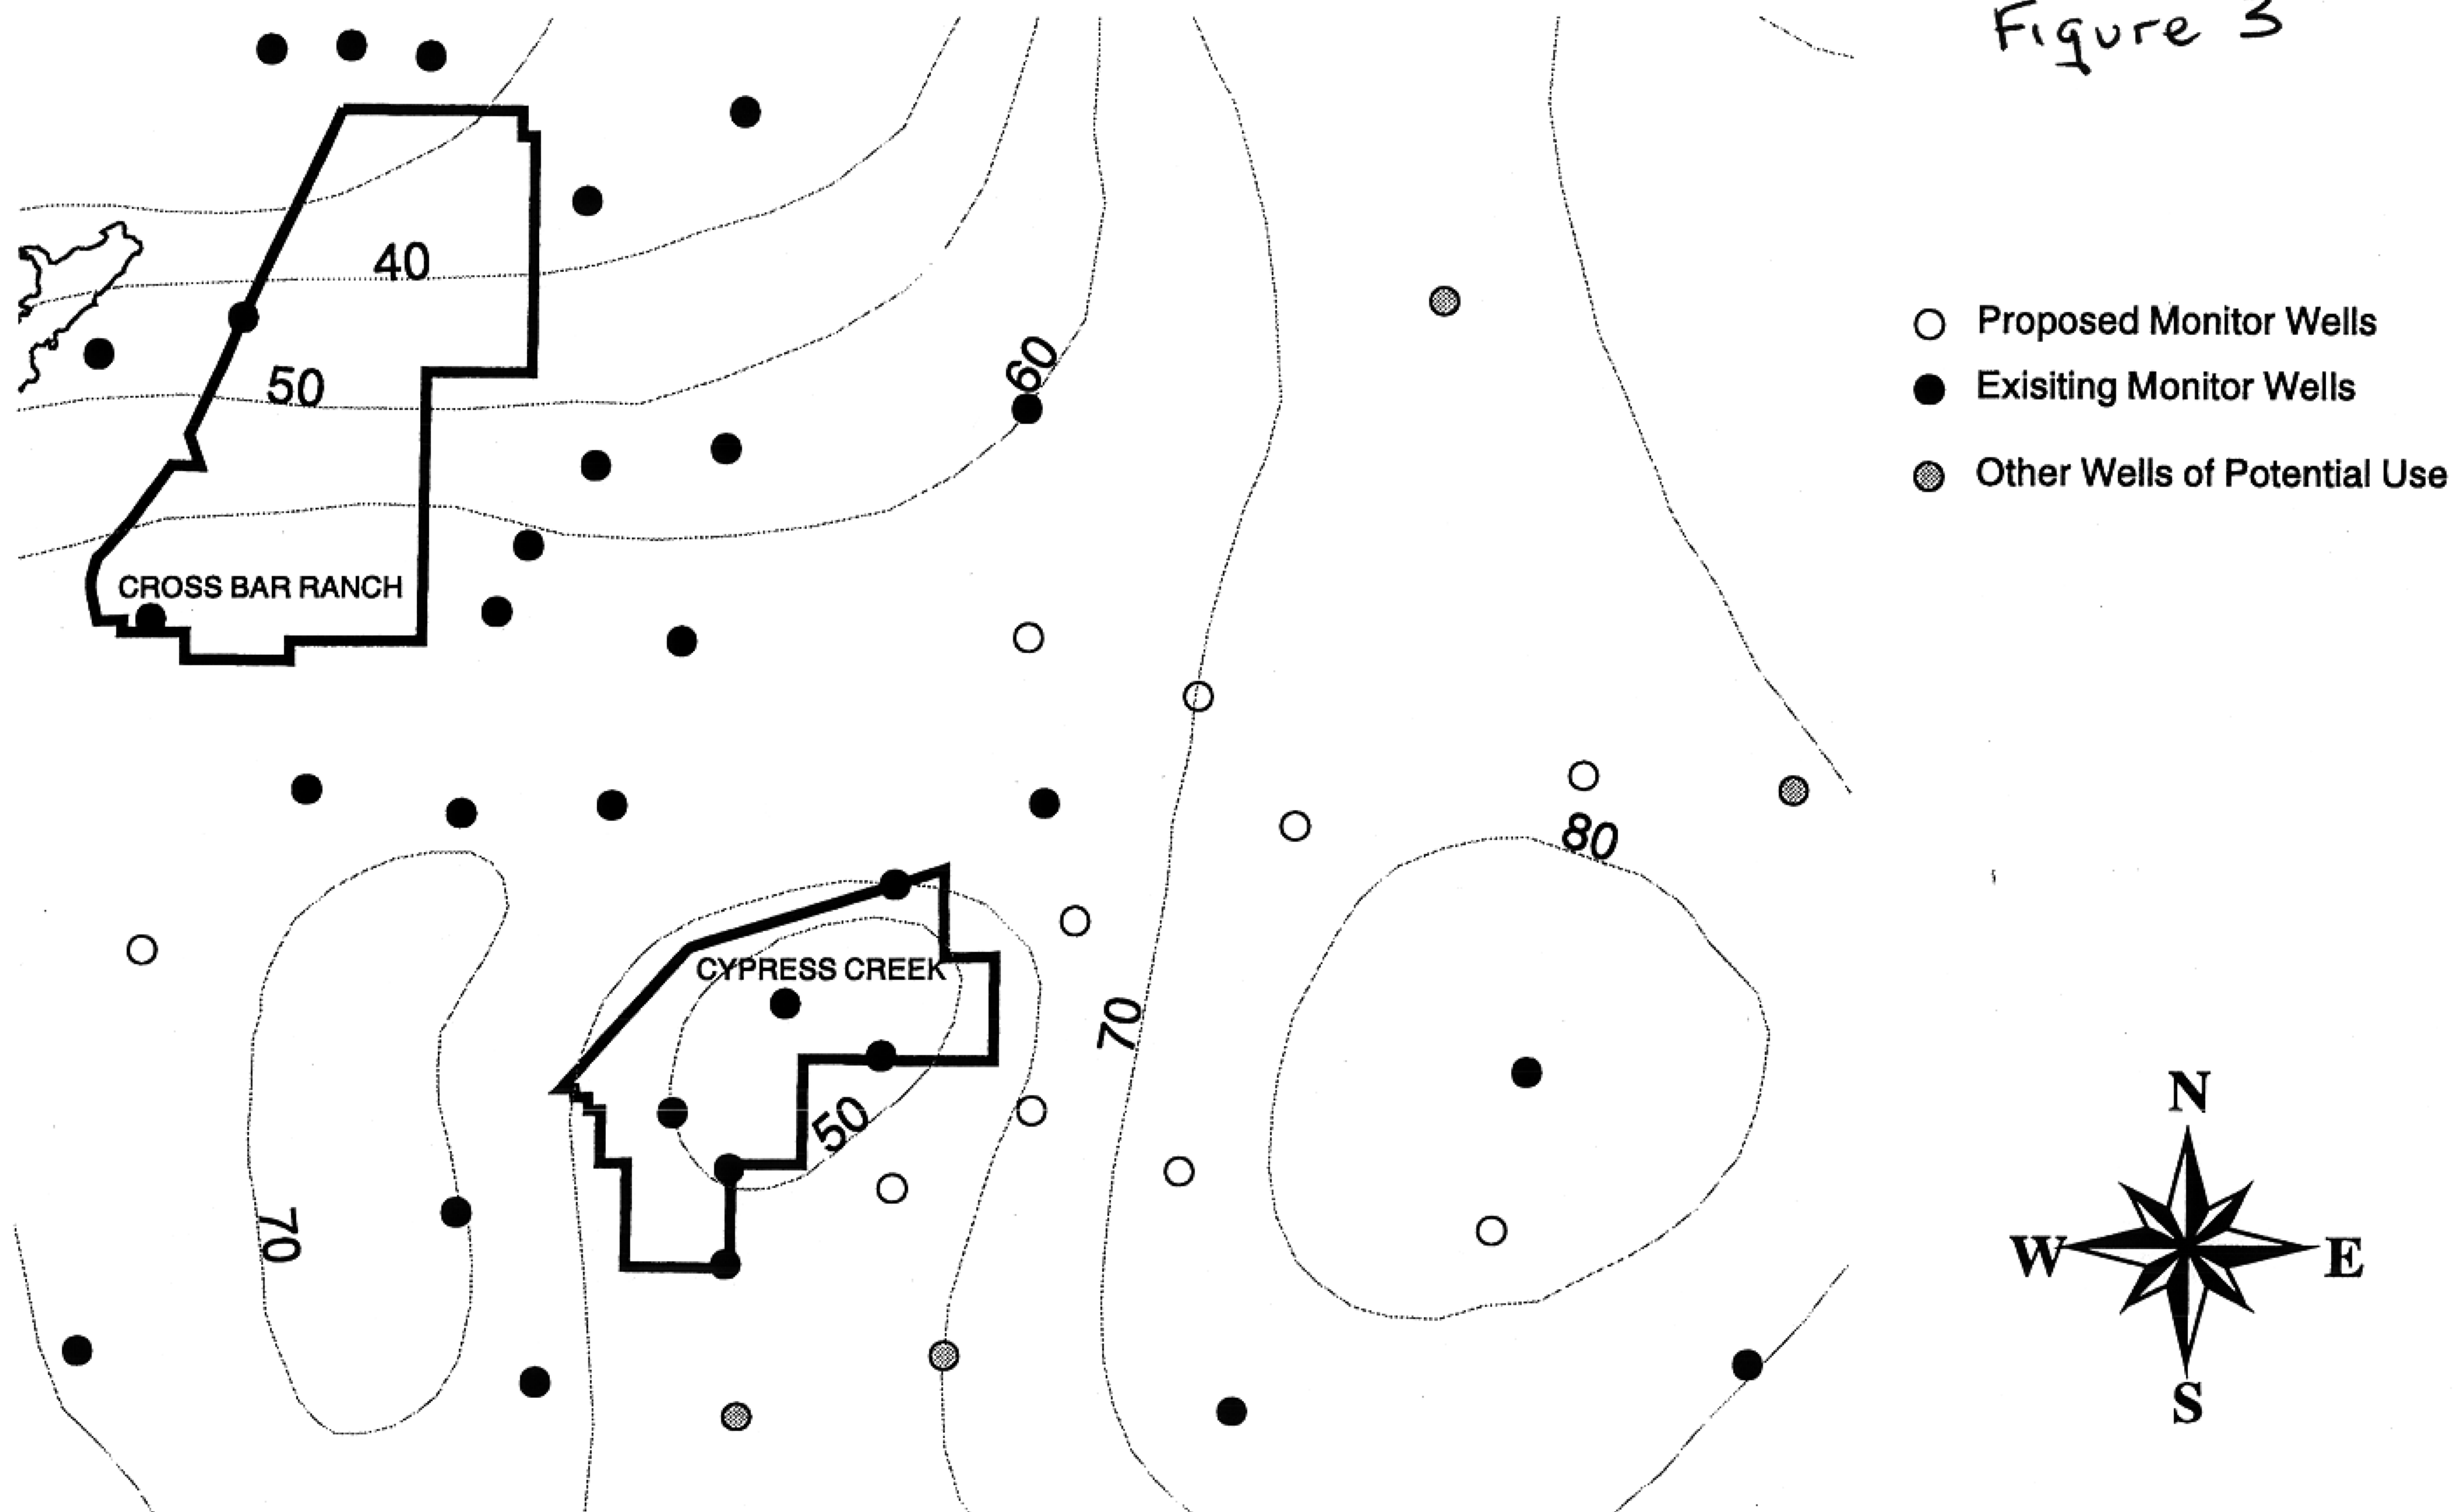 Figure 3
40
50
60
Proposed Monitor Wells
Exisiting Monitor Wells
Other Wells of Potential Use
CROSS BAR RANCH
80
CYPRESS CREEK
70
50
70
N
W E
S